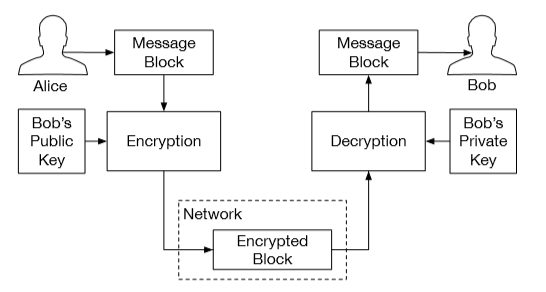 Message
Block
Message
Block
Alice
Bob
Bob's
Public
Key
Encryption
Decryption
Bob's
Private
Key
Network
Encrypted
Block